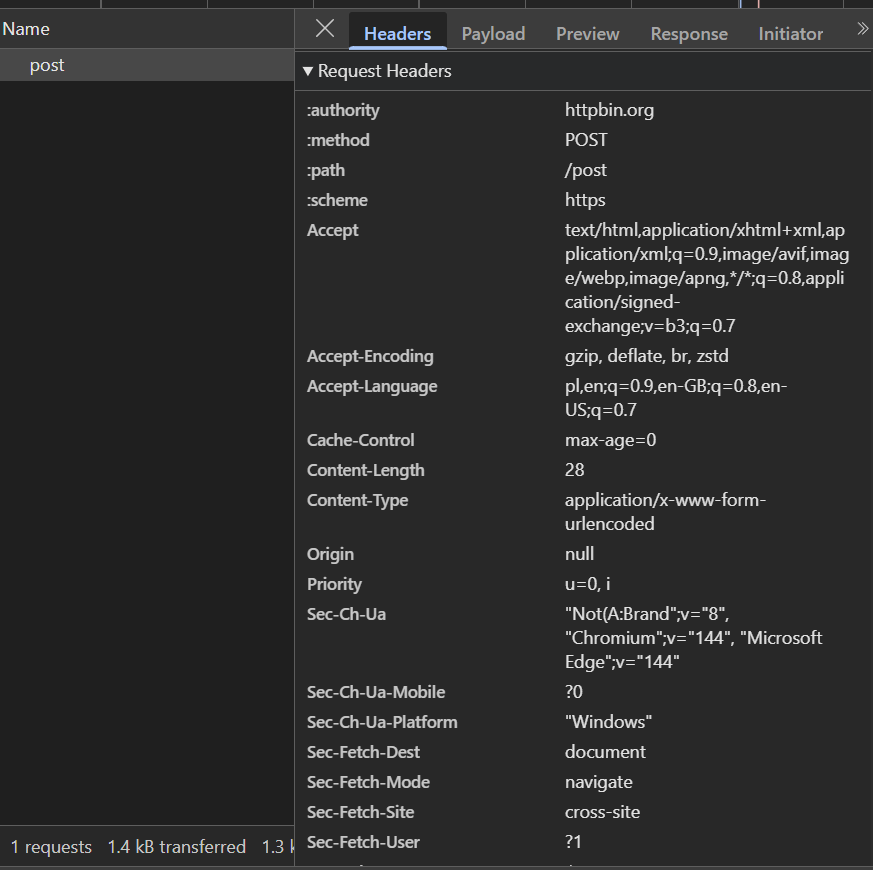 Name
post
Headers Payload Preview Response Initiator
Request Headers
:authority httpbin.org
:method POST
:path /post
:scheme https
Accept text/html,application/xhtml+xml,ap
plication/xml;q=0.9,image/avif,imag
e/webp,image/apng,*/*;q=0.8,appli
cation/signed-
exchange;v=b3;q=0.7
Accept-Encoding gzip, deflate, br, zstd
Accept-Language pl,en;q=0.9,en-GB;q=0.8,en-
US;q=0.7
Cache-Control max-age=0
Content-Length 28
Content-Type application/x-www-form-
urlencoded
Origin null
Priority u=0, i
Sec-Ch-Ua "Not(A:Brand";v="8",
"Chromium";v="144", "Microsoft
Edge";v="144"
Sec-Ch-Ua-Mobile ?0
Sec-Ch-Ua-Platform "Windows"
Sec-Fetch-Dest document
Sec-Fetch-Mode navigate
Sec-Fetch-Site cross-site
Sec-Fetch-User ?1
1 requests 1.4 kB transferred 1.3